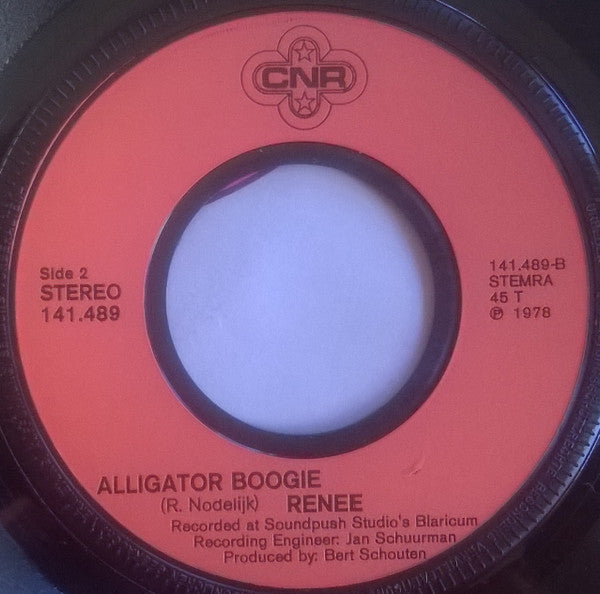 CNR
Side 2
STEREO
141.489
141.489-B
STEMRA
45 T
℗ 1978
ALLIGATOR BOOGIE
(R. Nodelijk) RENEE
Recorded at Soundpush Studio's Blaricum
Recording Engineer: Jan Schuurman
Produced by: Bert Schouten